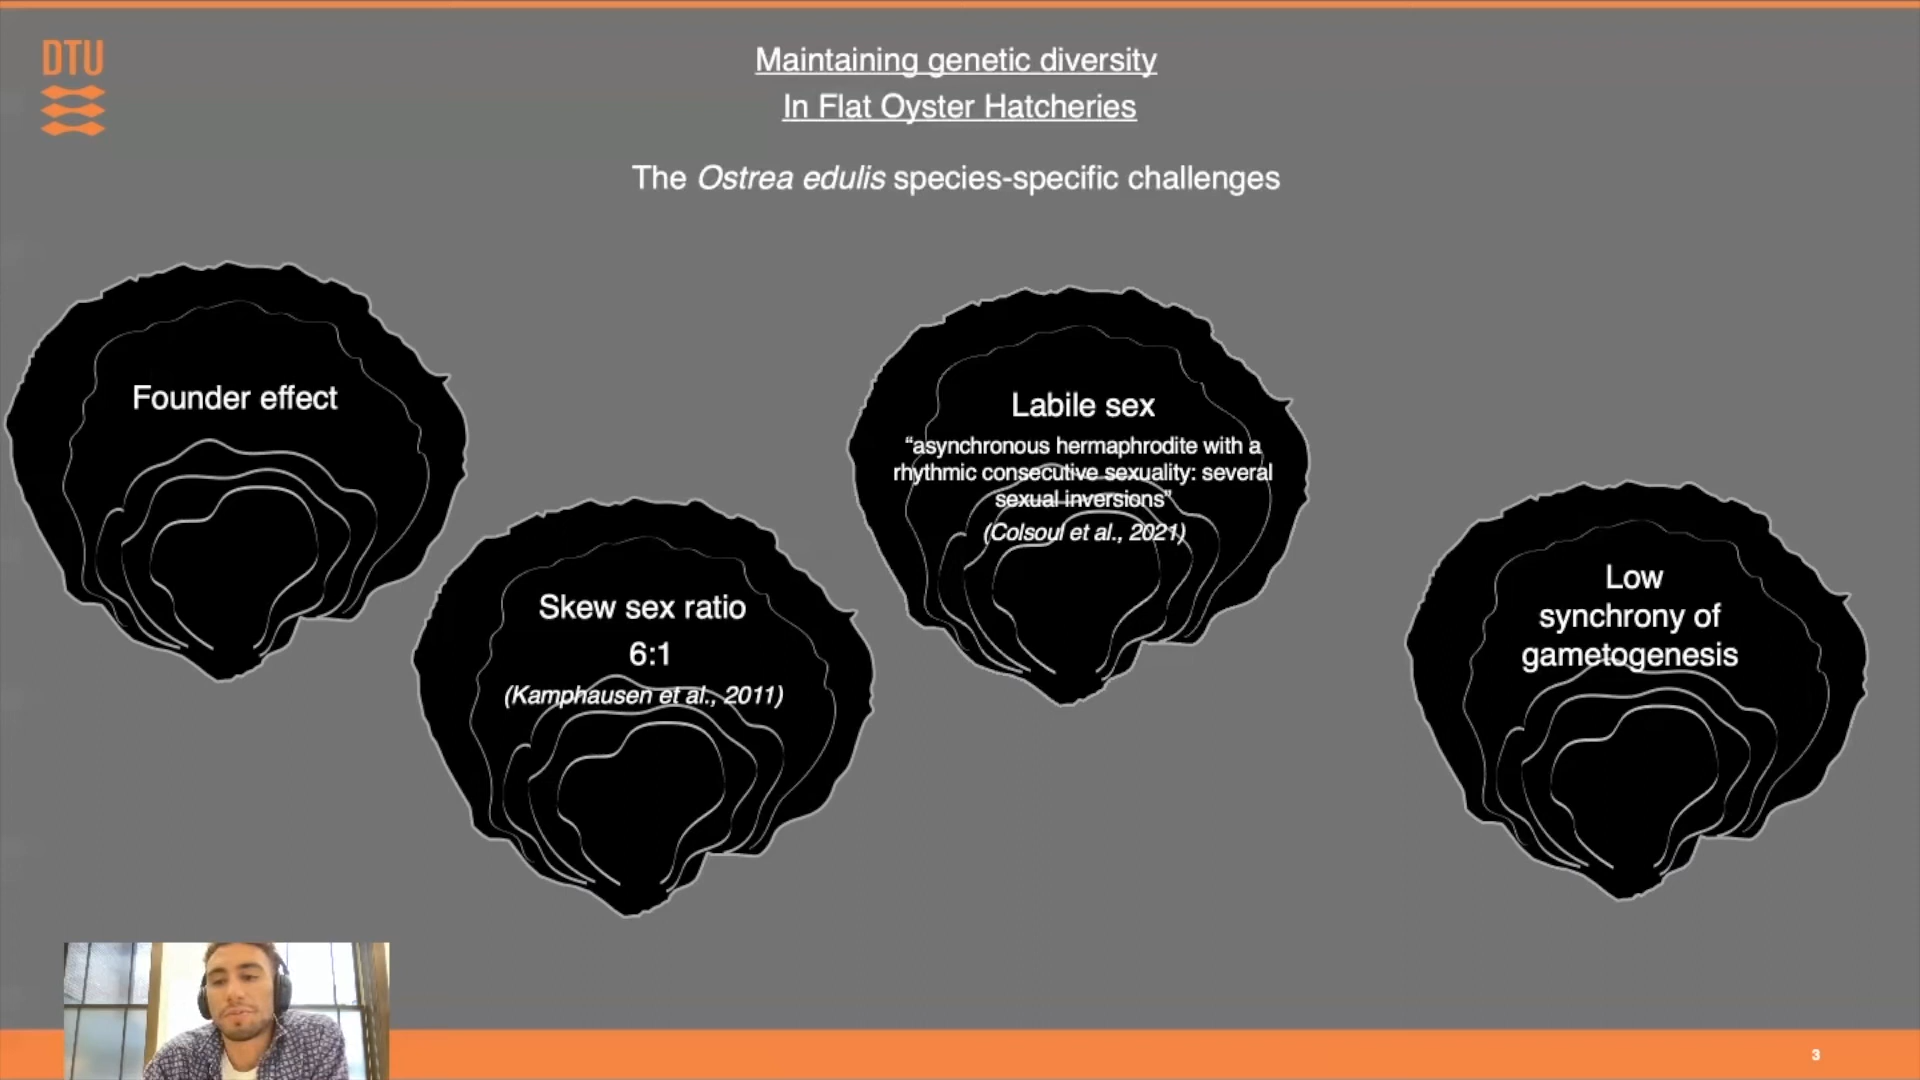 DTU
Maintaining genetic diversity
In Flat Oyster Hatcheries
The Ostrea edulis species-specific challenges
Founder effect
Skew sex ratio
6:1
(Kamphausen et al., 2011)
Labile sex
“asynchronous hermaphrodite with a
rhythmic consecutive sexuality: several
sexual inversions”
(Colsoul et al., 2021)
Low
synchrony of
gametogenesis
3